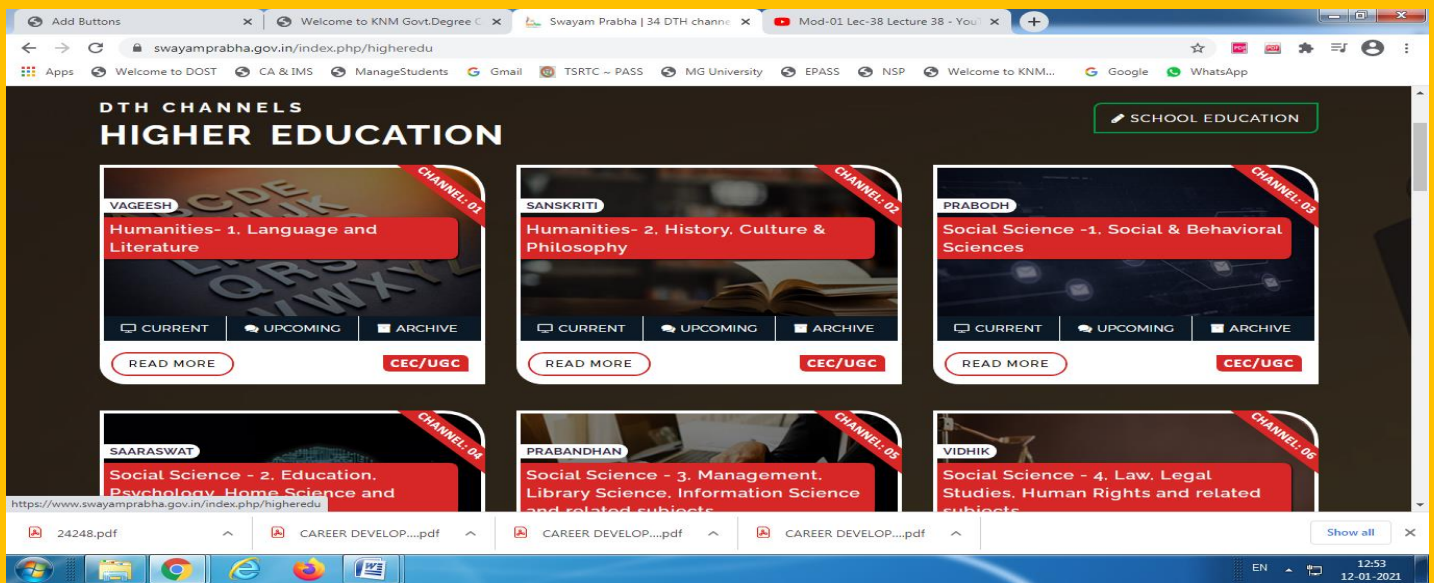 Add Buttons
Welcome to KNM Govt.Degree C
Swayam Prabha | 34 DTH channe
Mod-01 Lec-38 Lecture 38 - You
swayamprabha.gov.in/index.php/higheredu
Apps Welcome to DOST CA & IMS ManageStudents Gmail TSRTC ~ PASS MG University EPASS NSP Welcome to KNM... Google WhatsApp
DTH CHANNELS
HIGHER EDUCATION
SCHOOL EDUCATION
CHANNEL: 01
VAGEESH
Humanities- 1, Language and
Literature
CURRENT UPCOMING ARCHIVE
READ MORE CEC/UGC
CHANNEL: 02
SANSKRITI
Humanities- 2, History, Culture &
Philosophy
CURRENT UPCOMING ARCHIVE
READ MORE CEC/UGC
CHANNEL: 03
PRABODH
Social Science -1, Social & Behavioral
Sciences
CURRENT UPCOMING ARCHIVE
READ MORE CEC/UGC
CHANNEL: 04
SAARASWAT
Social Science - 2, Education,
Psychology, Home Science and
CHANNEL: 05
PRABANDHAN
Social Science - 3, Management,
Library Science, Information Science
and related subjects
CHANNEL: 06
VIDHIK
Social Science - 4, Law, Legal
Studies, Human Rights and related
subjects
https://www.swayamprabha.gov.in/index.php/higheredu
24248.pdf CAREER DEVELOP....pdf CAREER DEVELOP....pdf CAREER DEVELOP....pdf Show all
EN 12:53
12-01-2021